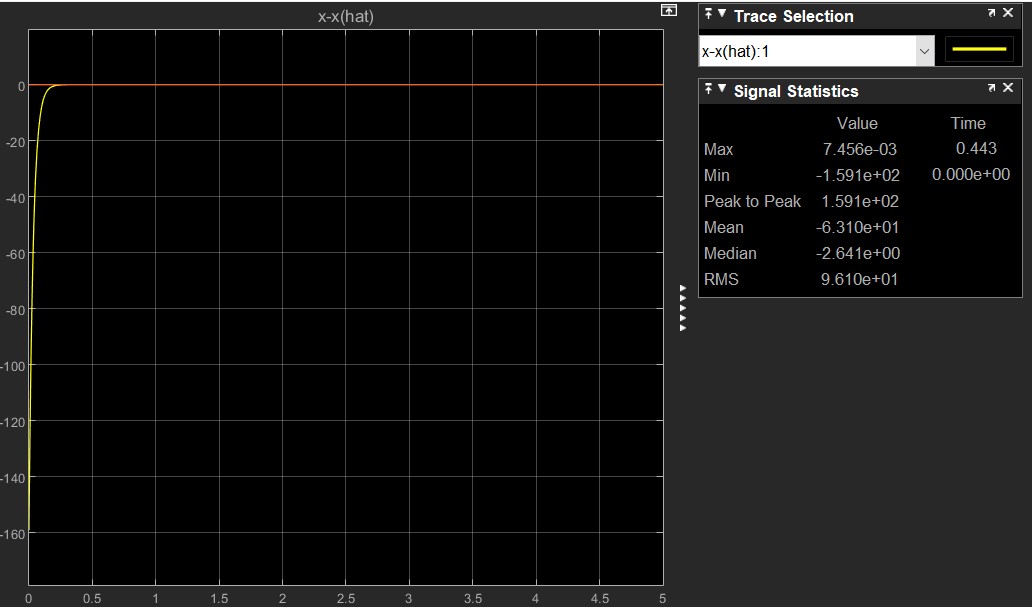 x-x(hat)
0
-20
-40
-60
-80
-100
-120
-140
-160
0 0.5 1 1.5 2 2.5 3 3.5 4 4.5 5
Trace Selection
x-x(hat):1
Signal Statistics
Value Time
Max 7.456e-03 0.443
Min -1.591e+02 0.000e+00
Peak to Peak 1.591e+02
Mean -6.310e+01
Median -2.641e+00
RMS 9.610e+01